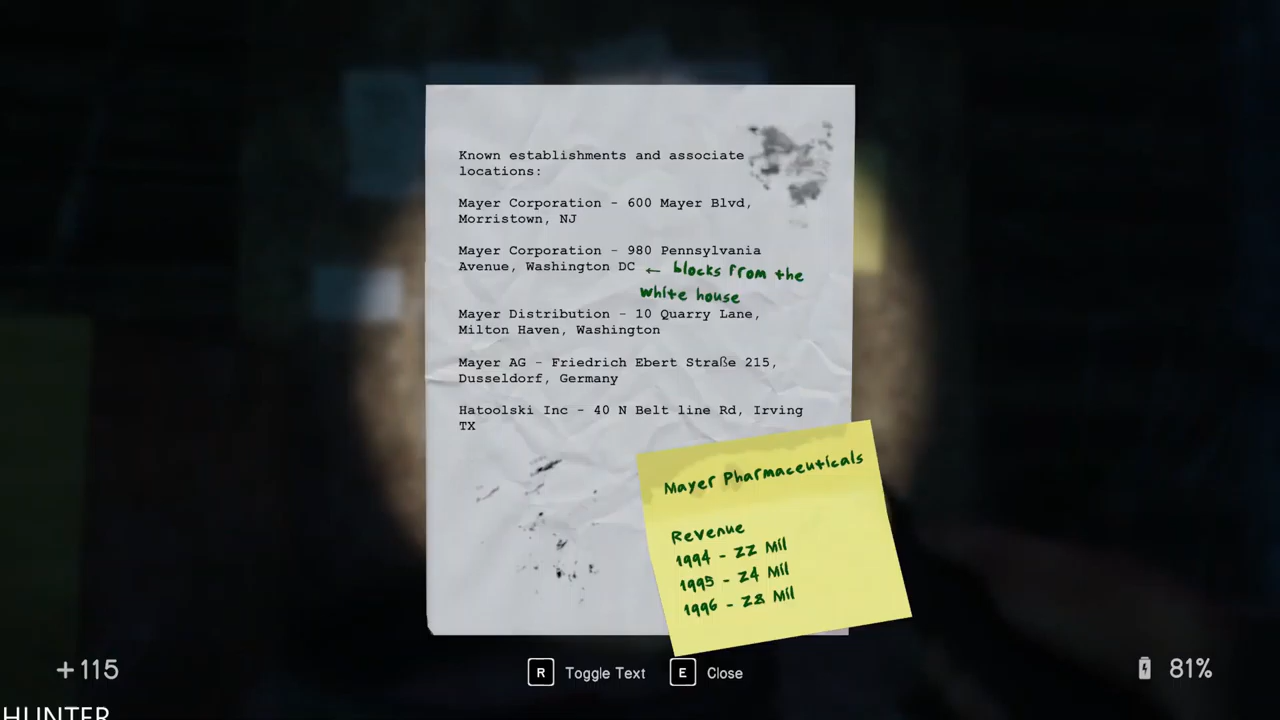 Known establishments and associate
locations:
Mayer Corporation - 600 Mayer Blvd,
Morristown, NJ
Mayer Corporation - 980 Pennsylvania
Avenue, Washington DC ← blocks from the
white house
Mayer Distribution - 10 Quarry Lane,
Milton Haven, Washington
Mayer AG - Friedrich Ebert Straße 215,
Dusseldorf, Germany
Hatoolski Inc - 40 N Belt line Rd, Irving
TX
Mayer Pharmaceuticals
Revenue
1994 - 22 Mil
1995 - 24 Mil
1996 - 28 Mil
+115
R Toggle Text E Close
81%
HUNTER